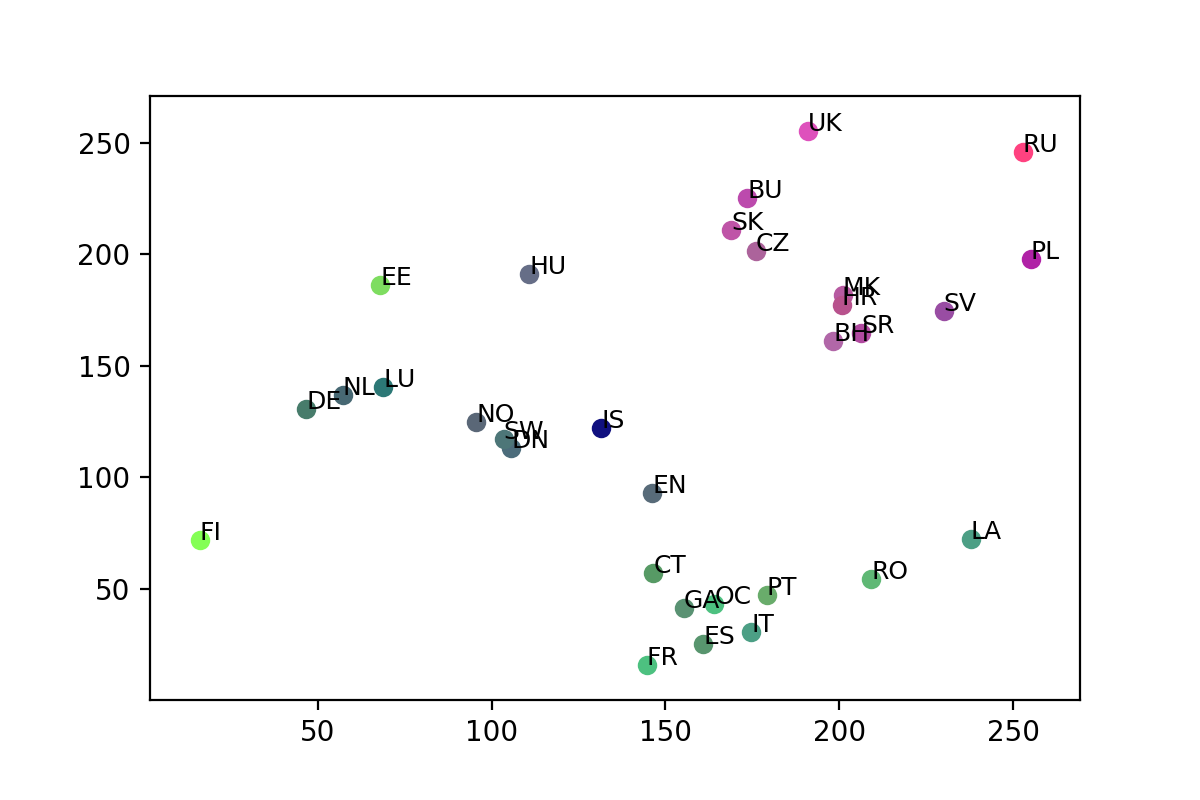 250
200
150
100
50
50
100
150
200
250
UK
RU
BU
SK
CZ
PL
HU
EE
MK
HR
SV
SR
BH
LU
NL
DE
NO
SW
DN
IS
EN
FI
LA
CT
RO
PT
GA
OC
IT
ES
FR